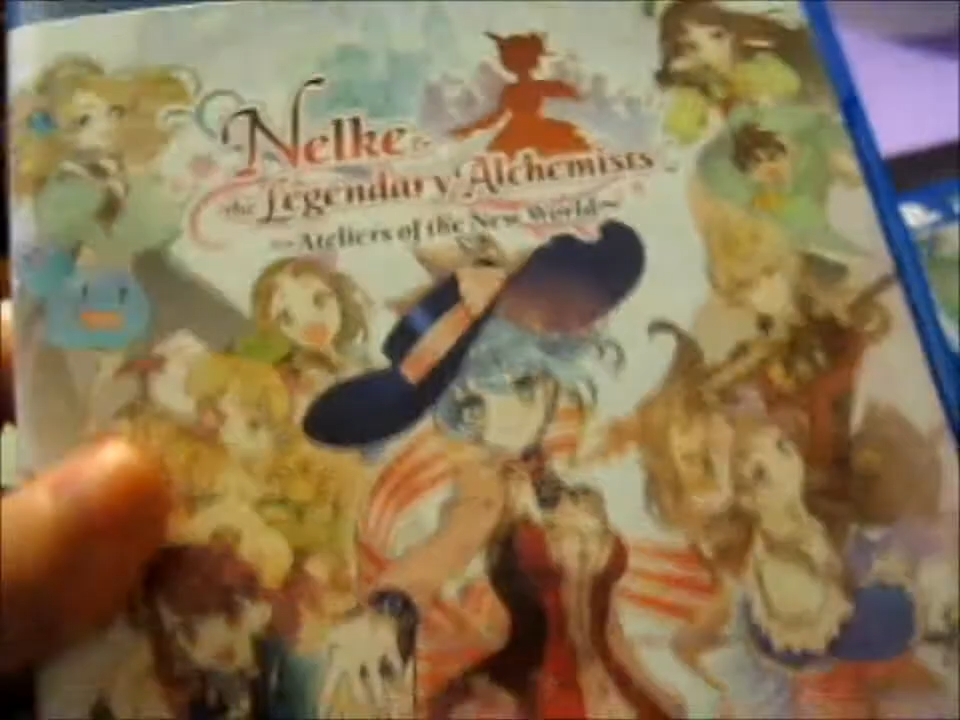 Nelke &
the Legendary Alchemists
~Ateliers of the New World~